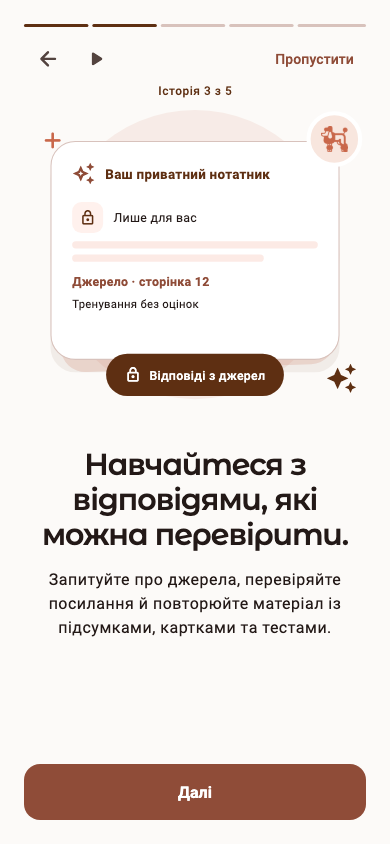 Пропустити
Історія 3 з 5
Ваш приватний нотатник
Лише для вас
Джерело · сторінка 12
Тренування без оцінок
Відповіді з джерел
Навчайтеся з
відповідями, які
можна перевірити.
Запитуйте про джерела, перевіряйте
посилання й повторюйте матеріал із
підсумками, картками та тестами.
Далі